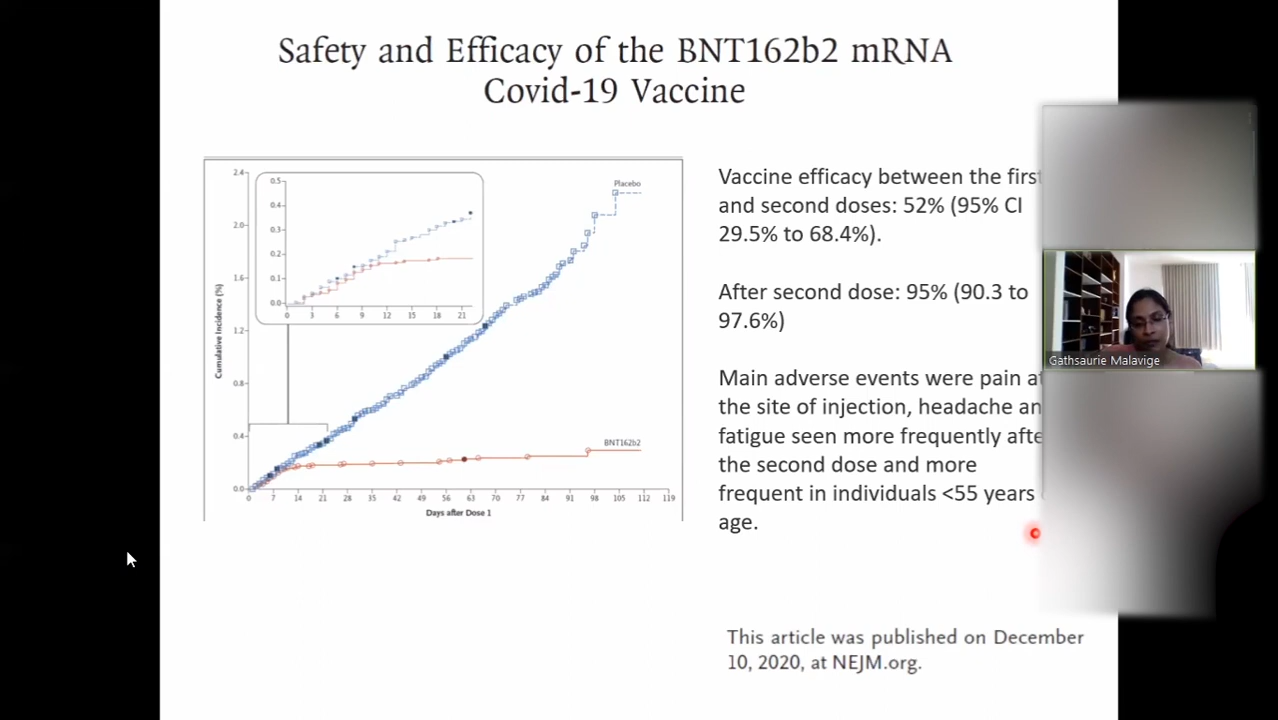 Safety and Efficacy of the BNT162b2 mRNA
Covid-19 Vaccine
Cumulative Incidence (%)
2.4
2.0
1.6
1.2
0.8
0.4
0.0
0.5
0.4
0.3
0.2
0.1
0.0
0 3 6 9 12 15 18 21
Placebo
BNT162b2
0 7 14 21 28 35 42 49 56 63 70 77 84 91 98 105 112 119
Days after Dose 1
Vaccine efficacy between the first
and second doses: 52% (95% CI
29.5% to 68.4%).
After second dose: 95% (90.3 to
97.6%)
Main adverse events were pain at
the site of injection, headache an
fatigue seen more frequently afte
the second dose and more
frequent in individuals <55 years
age.
Gathsaurie Malavige
This article was published on December
10, 2020, at NEJM.org.